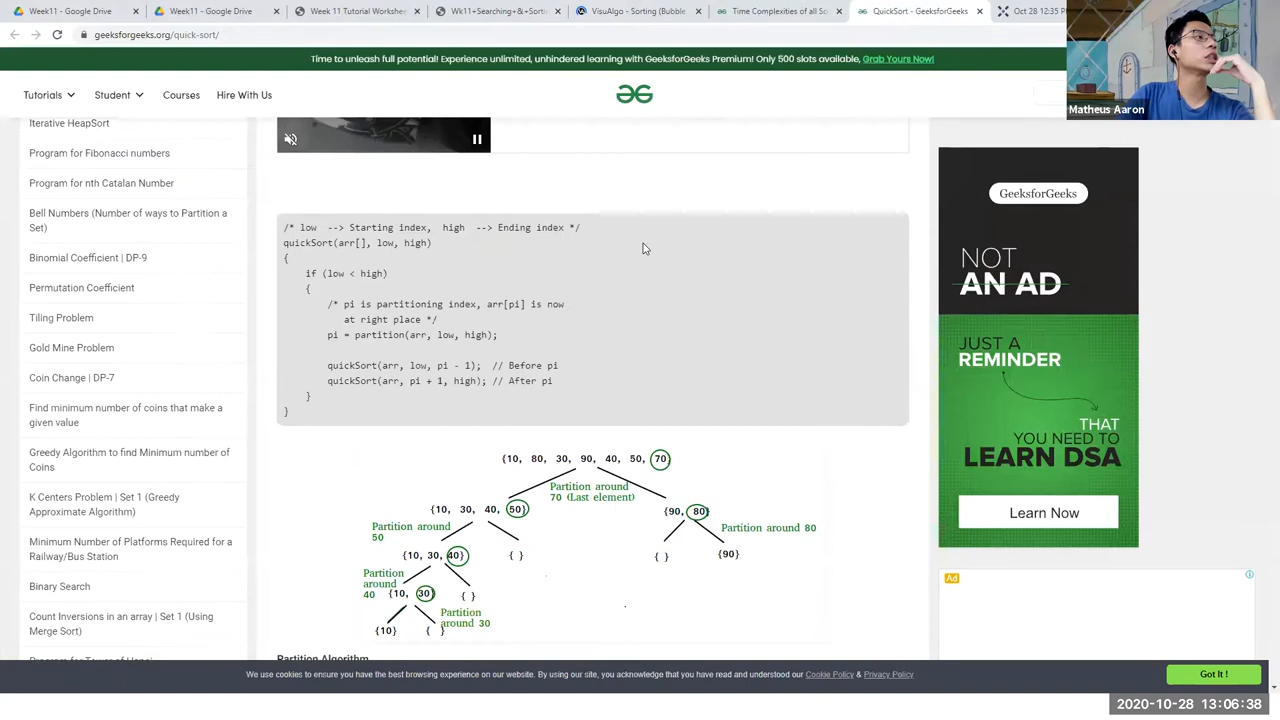 Week11 - Google Drive
Week11 - Google Drive
Week 11 Tutorial Workshe
Wk11+Searching+&+Sorti
VisuAlgo - Sorting (Bubble
Time Complexities of all So
QuickSort - GeeksforGeeks
Oct 28 12:35 P
geeksforgeeks.org/quick-sort/
Time to unleash full potential! Experience unlimited, unhindered learning with GeeksforGeeks Premium! Only 500 slots available, Grab Yours Now!
Matheus Aaron
Tutorials
Student
Courses
Hire With Us
Iterative HeapSort
Program for Fibonacci numbers
Program for nth Catalan Number
Bell Numbers (Number of ways to Partition a
Set)
Binomial Coefficient | DP-9
Permutation Coefficient
Tiling Problem
Gold Mine Problem
Coin Change | DP-7
Find minimum number of coins that make a
given value
Greedy Algorithm to find Minimum number of
Coins
K Centers Problem | Set 1 (Greedy
Approximate Algorithm)
Minimum Number of Platforms Required for a
Railway/Bus Station
Binary Search
Count Inversions in an array | Set 1 (Using
Merge Sort)
/* low --> Starting index, high --> Ending index */
quickSort(arr[], low, high)
{
if (low < high)
{
/* pi is partitioning index, arr[pi] is now
at right place */
pi = partition(arr, low, high);
quickSort(arr, low, pi - 1); // Before pi
quickSort(arr, pi + 1, high); // After pi
}
}
{10, 80, 30, 90, 40, 50, 70}
Partition around
70 (Last element)
{10, 30, 40, 50}
{90, 80}
Partition around
50
Partition around 80
{10, 30, 40}
{ }
{ }
{90}
Partition
around
40
{10, 30}
{ }
Partition
around 30
{10}
{ }
Partition Algorithm
GeeksforGeeks
NOT
AN AD
JUST A
REMINDER
THAT
YOU NEED TO
LEARN DSA
Learn Now
Ad
We use cookies to ensure you have the best browsing experience on our website. By using our site, you acknowledge that you have read and understood our Cookie Policy & Privacy Policy
Got It !
2020-10-28 13:06:38